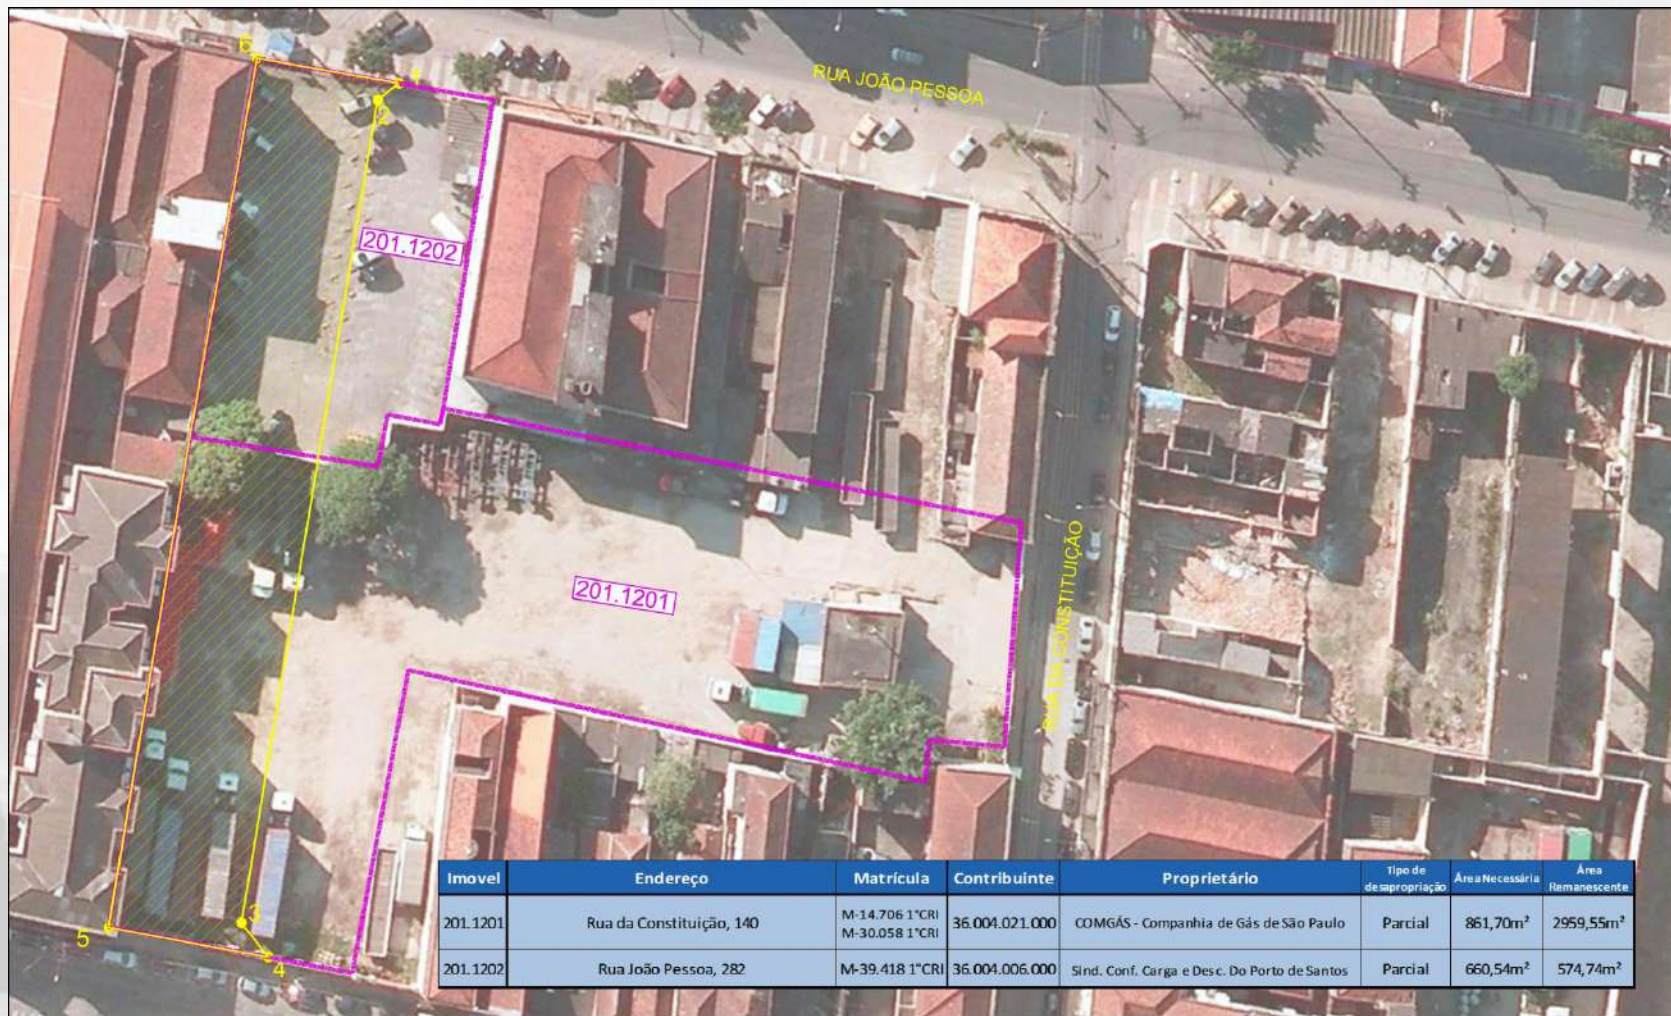 6
1
2
RUA JOÃO PESSOA
201.1202
201.1201
RUA DA CONSTITUIÇÃO
3
5
4
Imovel Endereço Matrícula Contribuinte Proprietário Tipo de desapropriação Área Necessária Área Remanescente
201.1201 Rua da Constituição, 140 M-14.706 1°CRI M-30.058 1°CRI 36.004.021.000 COMGÁS - Companhia de Gás de São Paulo Parcial 861,70m² 2959,55m²
201.1202 Rua João Pessoa, 282 M-39.418 1°CRI 36.004.006.000 Sind. Conf. Carga e Desc. Do Porto de Santos Parcial 660,54m² 574,74m²